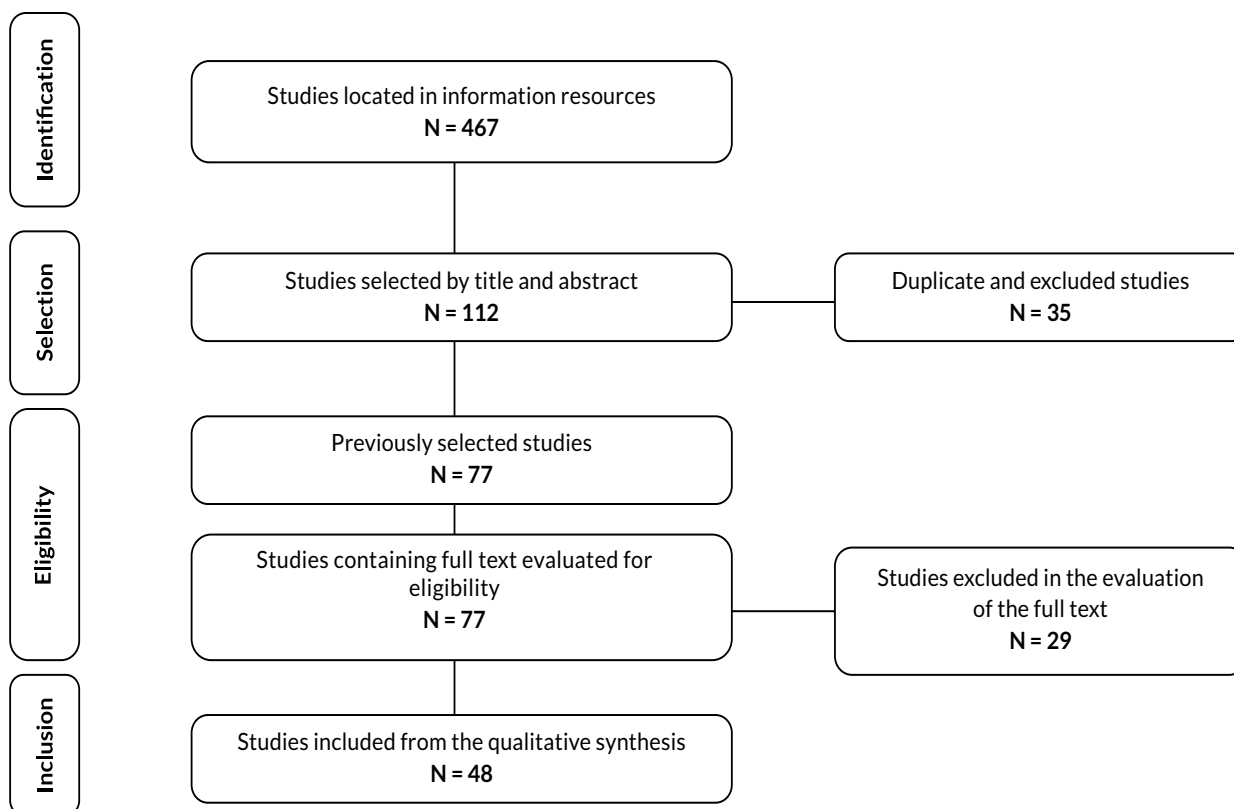 Identification
Studies located in information resources
N = 467
Selection
Studies selected by title and abstract
N = 112
Duplicate and excluded studies
N = 35
Eligibility
Previously selected studies
N = 77
Studies containing full text evaluated for
eligibility
N = 77
Studies excluded in the evaluation
of the full text
N = 29
Inclusion
Studies included from the qualitative synthesis
N = 48